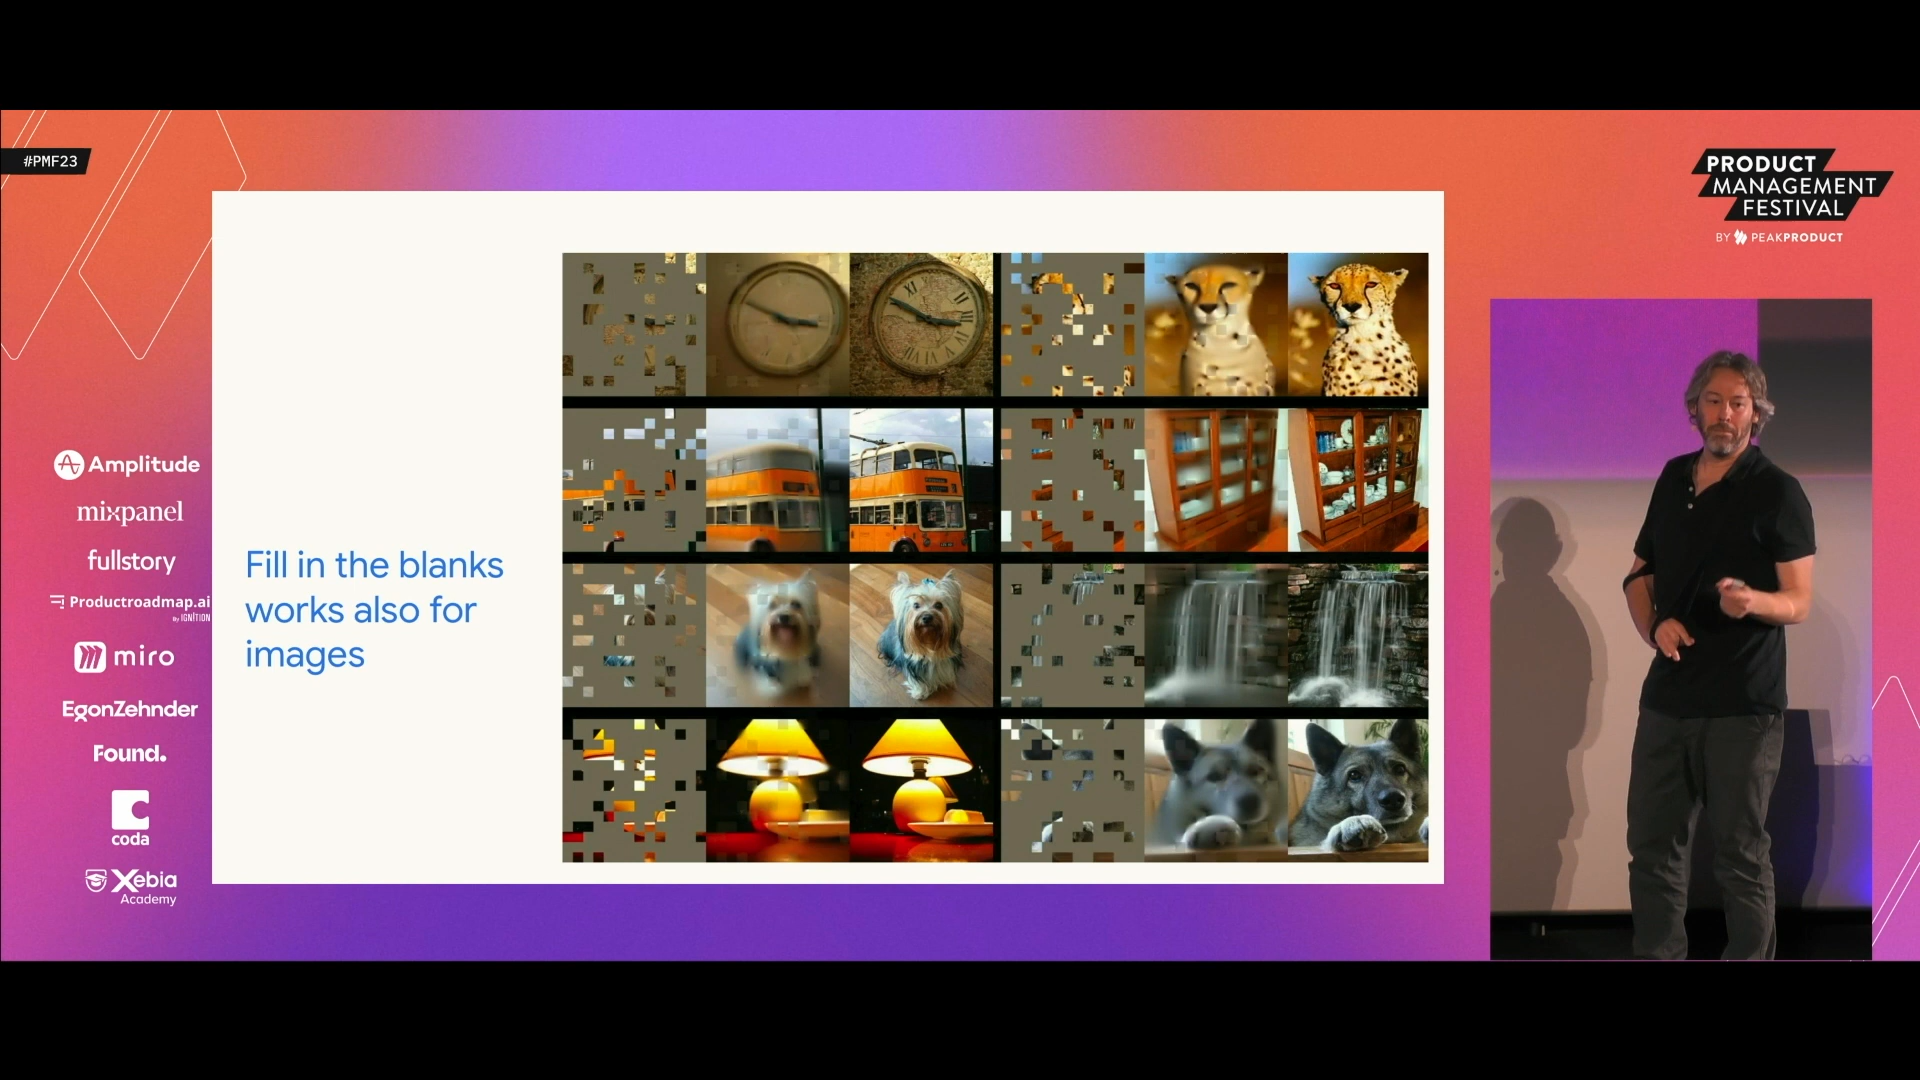 #PMF23
PRODUCT
MANAGEMENT
FESTIVAL
BY PEAKPRODUCT
Amplitude
mixpanel
fullstory
Productroadmap.ai
By IGNITION
miro
EgonZehnder
Found.
coda
Xebia
Academy
Fill in the blanks
works also for
images